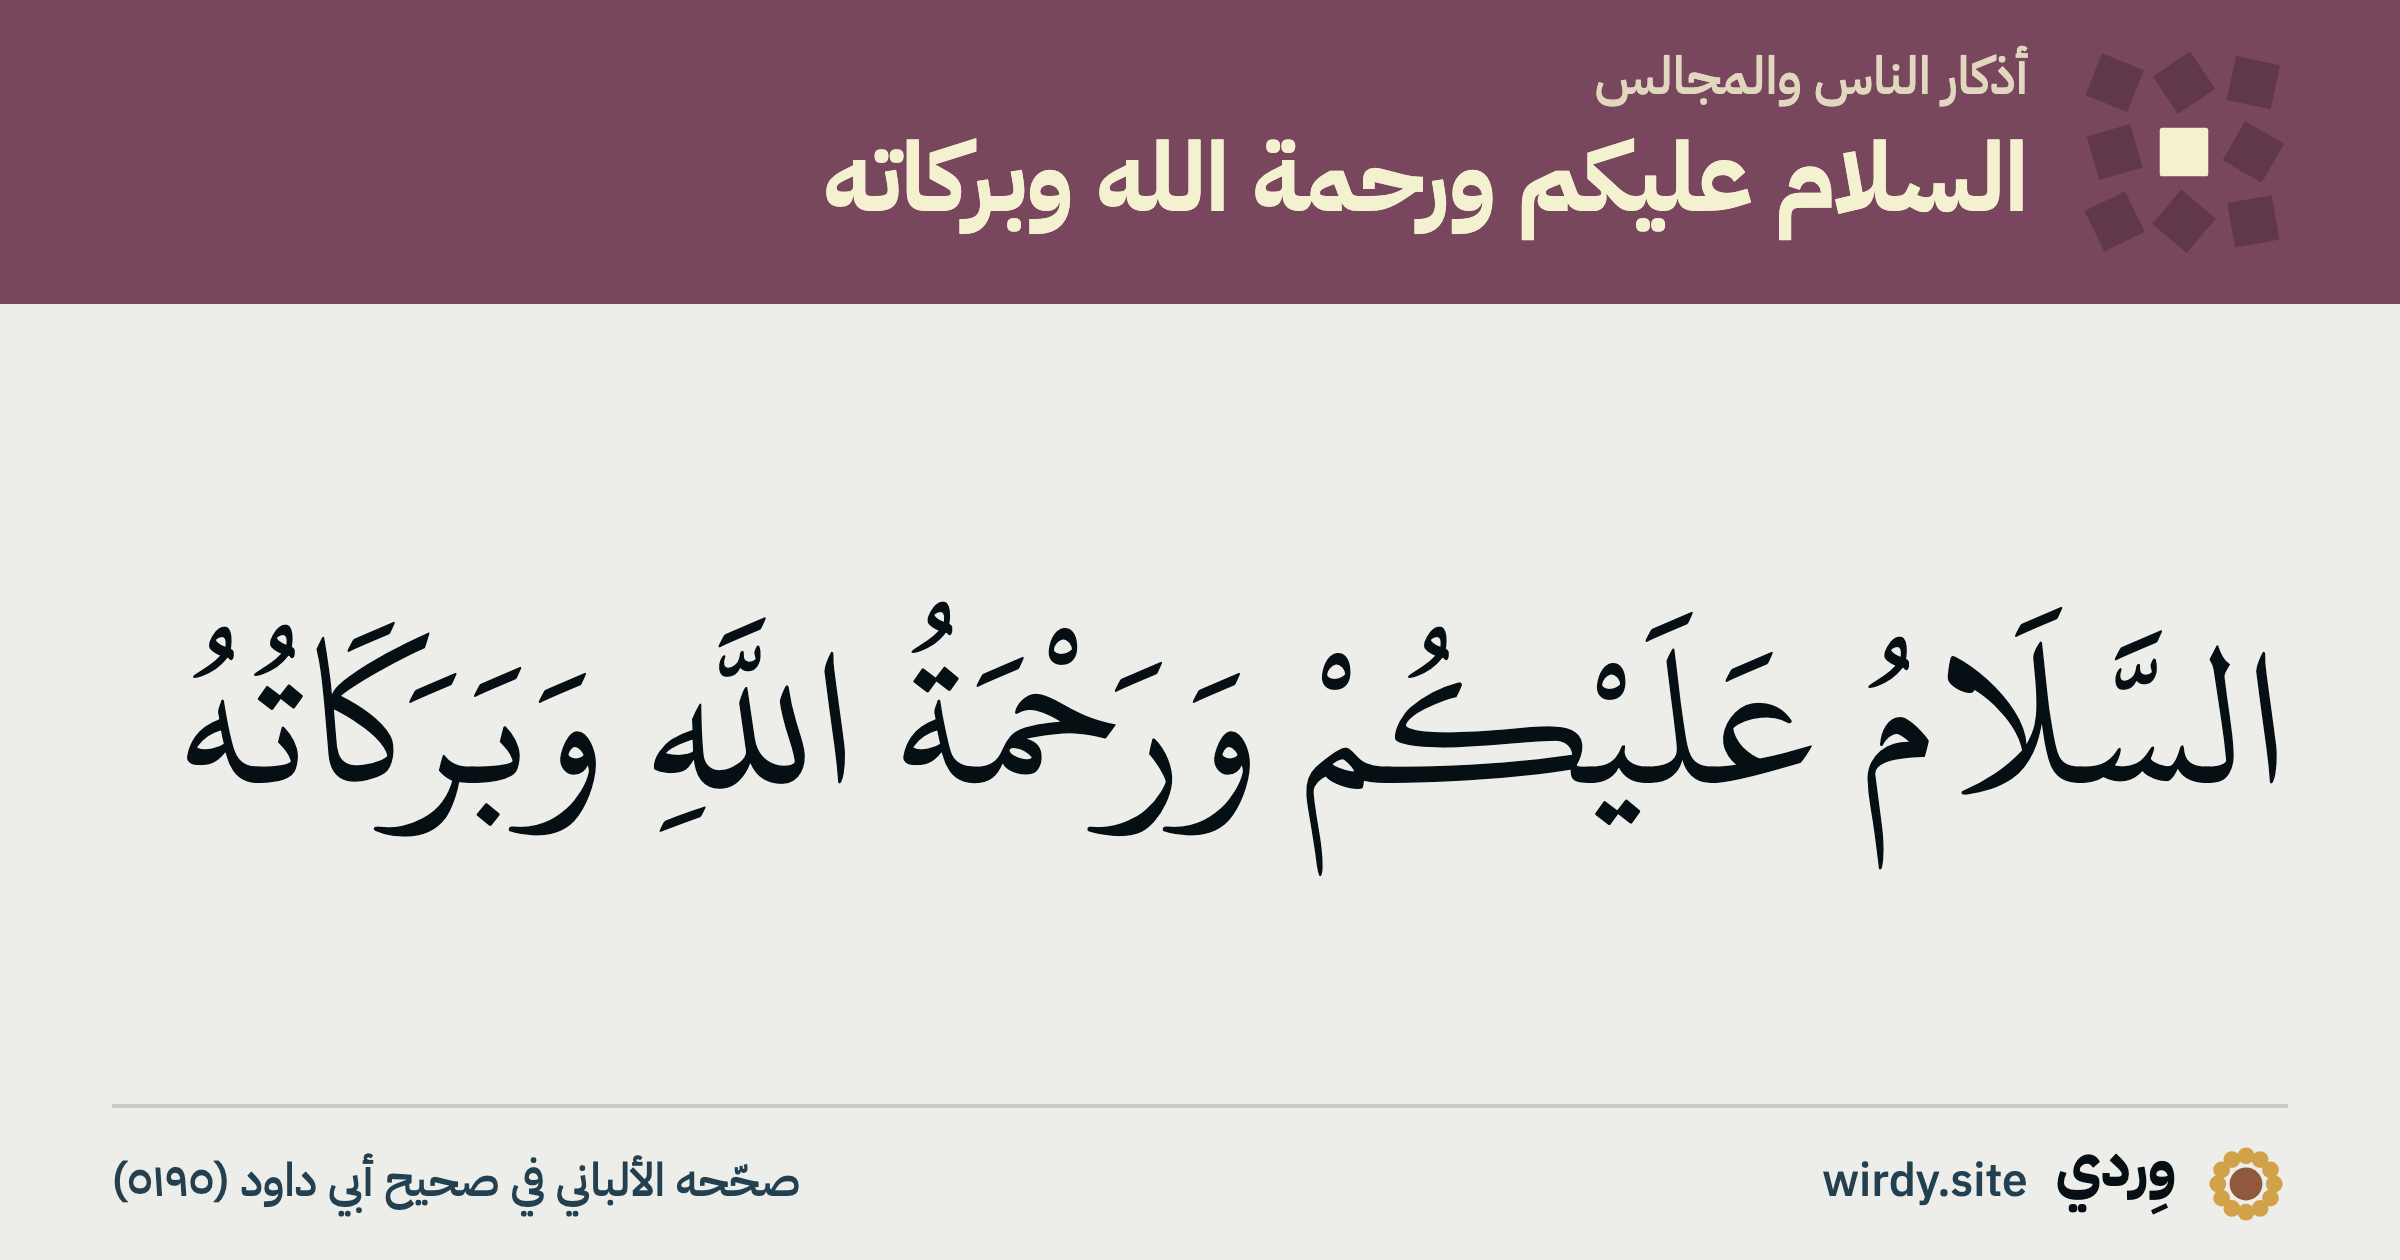 أذكار الناس والمجالس
السلام عليكم ورحمة الله وبركاته
السَّلَامُ عَلَيْكُمْ وَرَحْمَةُ اللَّهِ وَبَرَكَاتُهُ
وِردي wirdy.site
صحّحه الألباني في صحيح أبي داود (٥١٩٥)